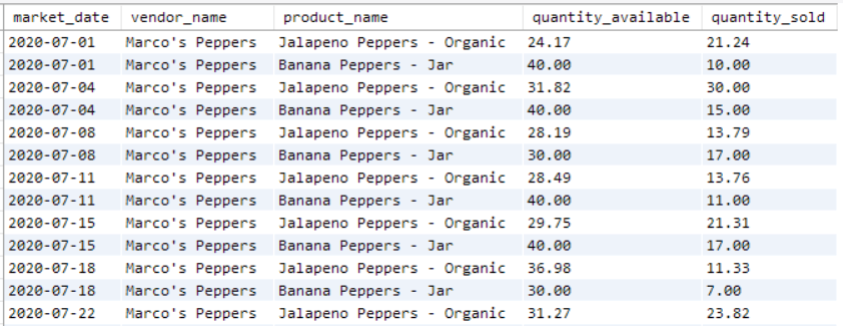 market_date vendor_name product_name quantity_available quantity_sold
2020-07-01 Marco's Peppers Jalapeno Peppers - Organic 24.17 21.24
2020-07-01 Marco's Peppers Banana Peppers - Jar 40.00 10.00
2020-07-04 Marco's Peppers Jalapeno Peppers - Organic 31.82 30.00
2020-07-04 Marco's Peppers Banana Peppers - Jar 40.00 15.00
2020-07-08 Marco's Peppers Jalapeno Peppers - Organic 28.19 13.79
2020-07-08 Marco's Peppers Banana Peppers - Jar 30.00 17.00
2020-07-11 Marco's Peppers Jalapeno Peppers - Organic 28.49 13.76
2020-07-11 Marco's Peppers Banana Peppers - Jar 40.00 11.00
2020-07-15 Marco's Peppers Jalapeno Peppers - Organic 29.75 21.31
2020-07-15 Marco's Peppers Banana Peppers - Jar 40.00 17.00
2020-07-18 Marco's Peppers Jalapeno Peppers - Organic 36.98 11.33
2020-07-18 Marco's Peppers Banana Peppers - Jar 30.00 7.00
2020-07-22 Marco's Peppers Jalapeno Peppers - Organic 31.27 23.82